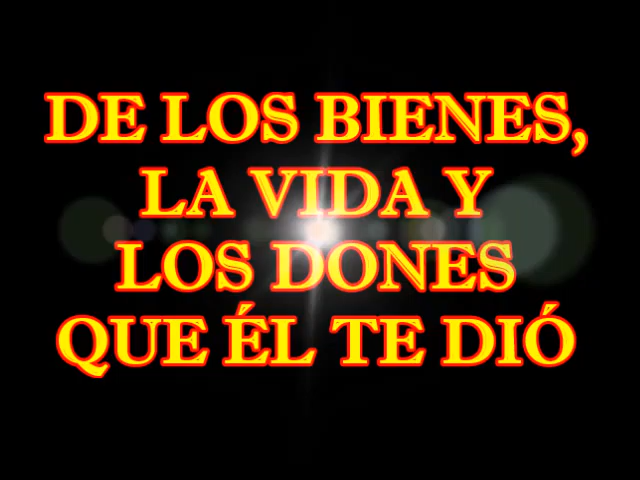 DE LOS BIENES,
LA VIDA Y
LOS DONES
QUE ÉL TE DIÓ